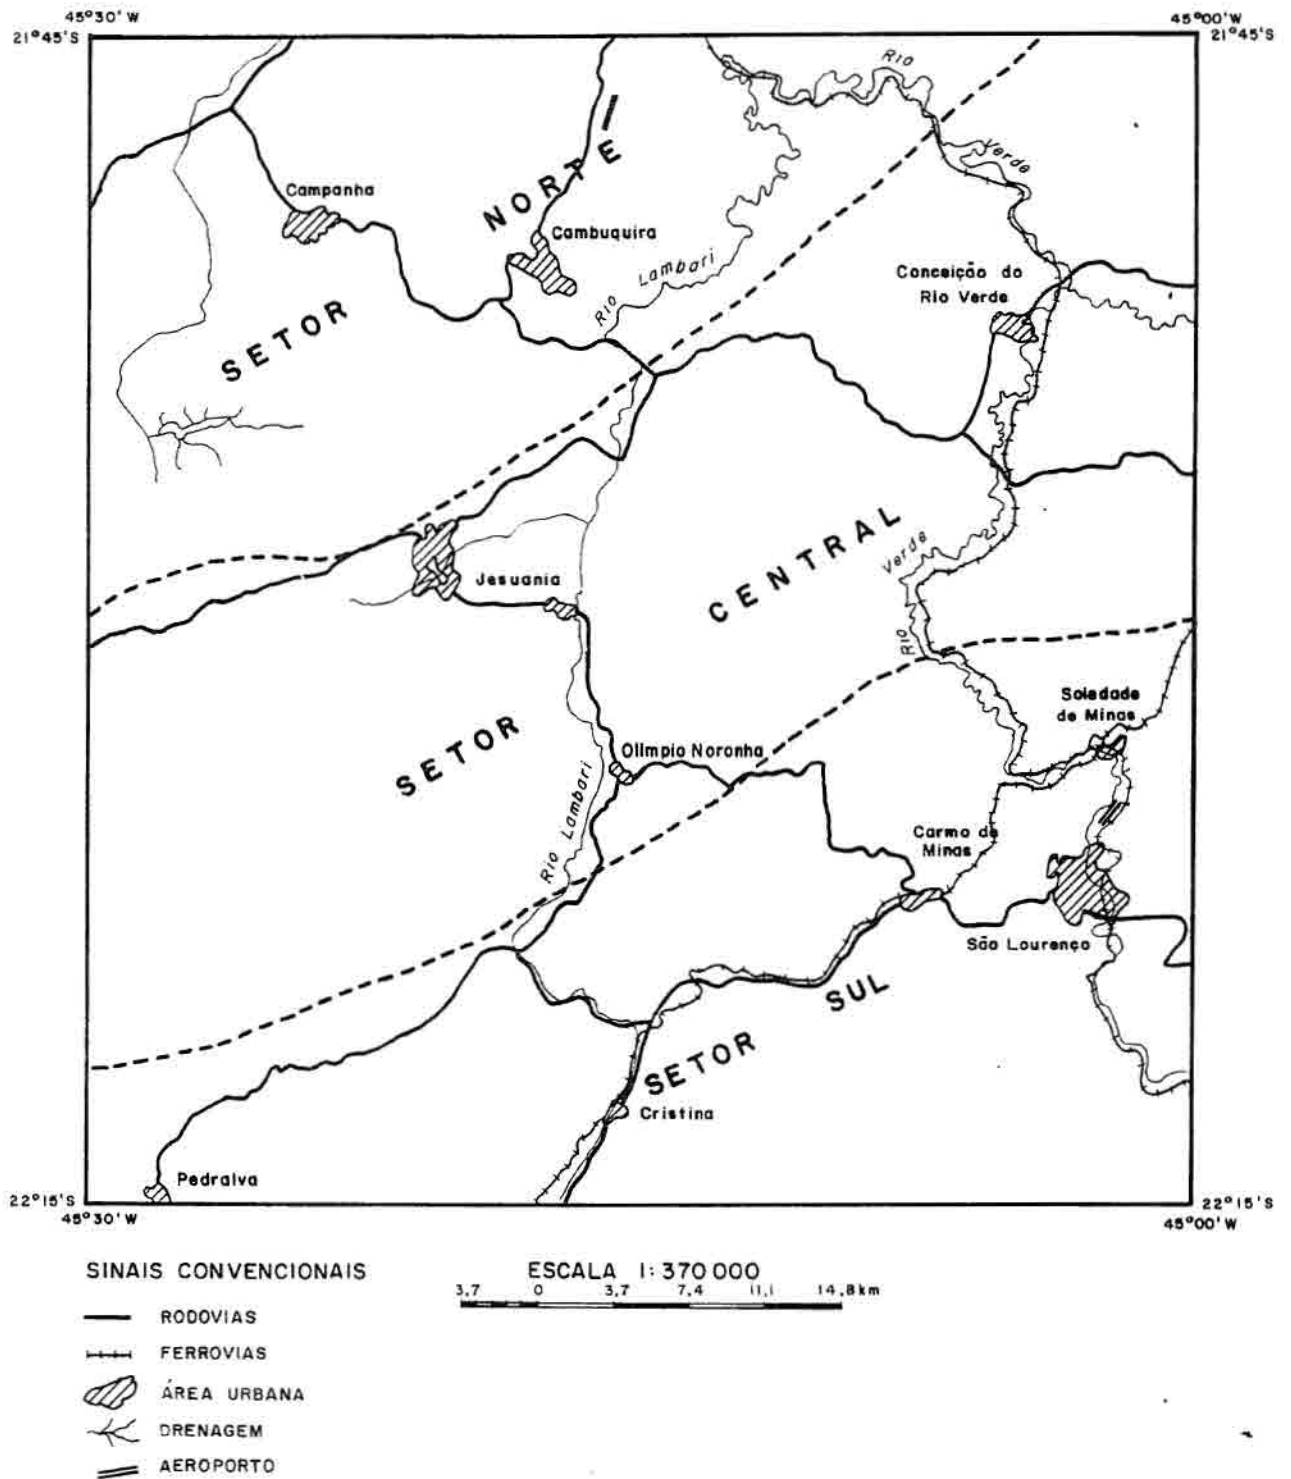 45°30' W
45°00' W
21°45' S
21°45' S
RIO
Verde
NORTE
Campanha
Cambuquira
RIO Lambari
Conceição do
Rio Verde
SETOR
CENTRAL
Verde
Jesuania
RIO
Soledade
de Minas
SETOR
Olimpio Noronha
Rio Lambari
Carmo de
Minas
São Lourenço
SUL
SETOR
Cristina
Pedralva
22°15' S
22°15' S
45°30' W
45°00' W
SINAIS CONVENCIONAIS
ESCALA 1:370 000
3,7 0 3,7 7,4 11,1 14,8 km
RODOVIAS
FERROVIAS
ÁREA URBANA
DRENAGEM
AEROPORTO